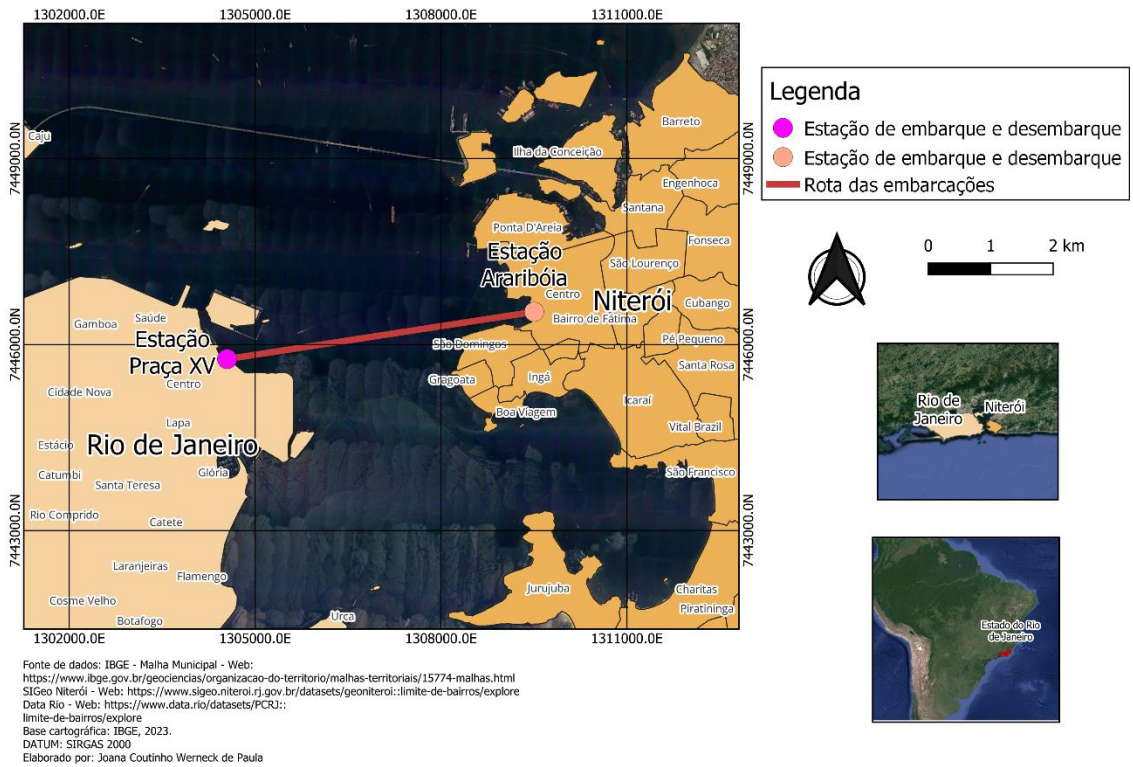 1302000.0E 1305000.0E 1308000.0E 1311000.0E
7449000.0N
7446000.0N
7443000.0N
Caju
Barreto
Ilha da Conceição
Engenhoca
Santana
Ponta D'Areia
Fonseca
Estação
Araribóia
São Lourenço
Centro
Niterói
Cubango
Bairro de Fátima
Gamboa
Saúde
Estação
Praça XV
São Domingos
Pé Pequeno
Centro
Gragoata
Ingá
Santa Rosa
Cidade Nova
Boa Viagem
Icaraí
Lapa
Vital Brazil
Estácio
Rio de Janeiro
Catumbi
Glória
São Francisco
Santa Teresa
Rio Comprido
Catete
Laranjeiras
Flamengo
Jurujuba
Charitas
Cosme Velho
Piratininga
Botafogo
Urca
7449000.0N
7446000.0N
7443000.0N
1302000.0E 1305000.0E 1308000.0E 1311000.0E
Legenda
Estação de embarque e desembarque
Estação de embarque e desembarque
Rota das embarcações
0 1 2 km
Rio de
Janeiro
Niterói
Estado do Rio
de Janeiro
Fonte de dados: IBGE - Malha Municipal - Web:
https://www.ibge.gov.br/geociencias/organizacao-do-territorio/malhas-territoriais/15774-malhas.html
SIGeo Niterói - Web: https://www.sigeo.niteroi.rj.gov.br/datasets/geoniteroi::limite-de-bairros/explore
Data Rio - Web: https://www.data.rio/datasets/PCRJ::
limite-de-bairros/explore
Base cartográfica: IBGE, 2023.
DATUM: SIRGAS 2000
Elaborado por: Joana Coutinho Werneck de Paula